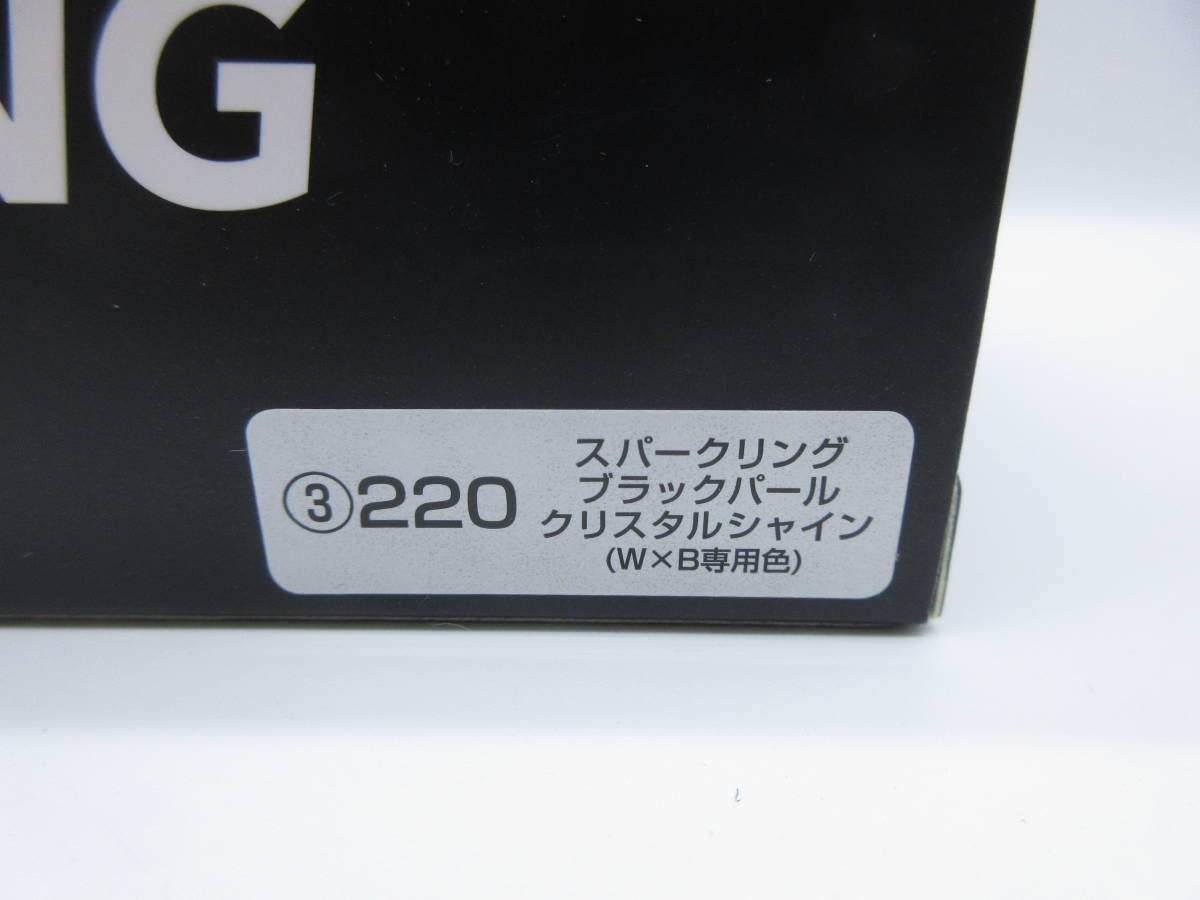 NG
③220
スパークリング
ブラックパール
クリスタルシャイン
(W×B専用色)